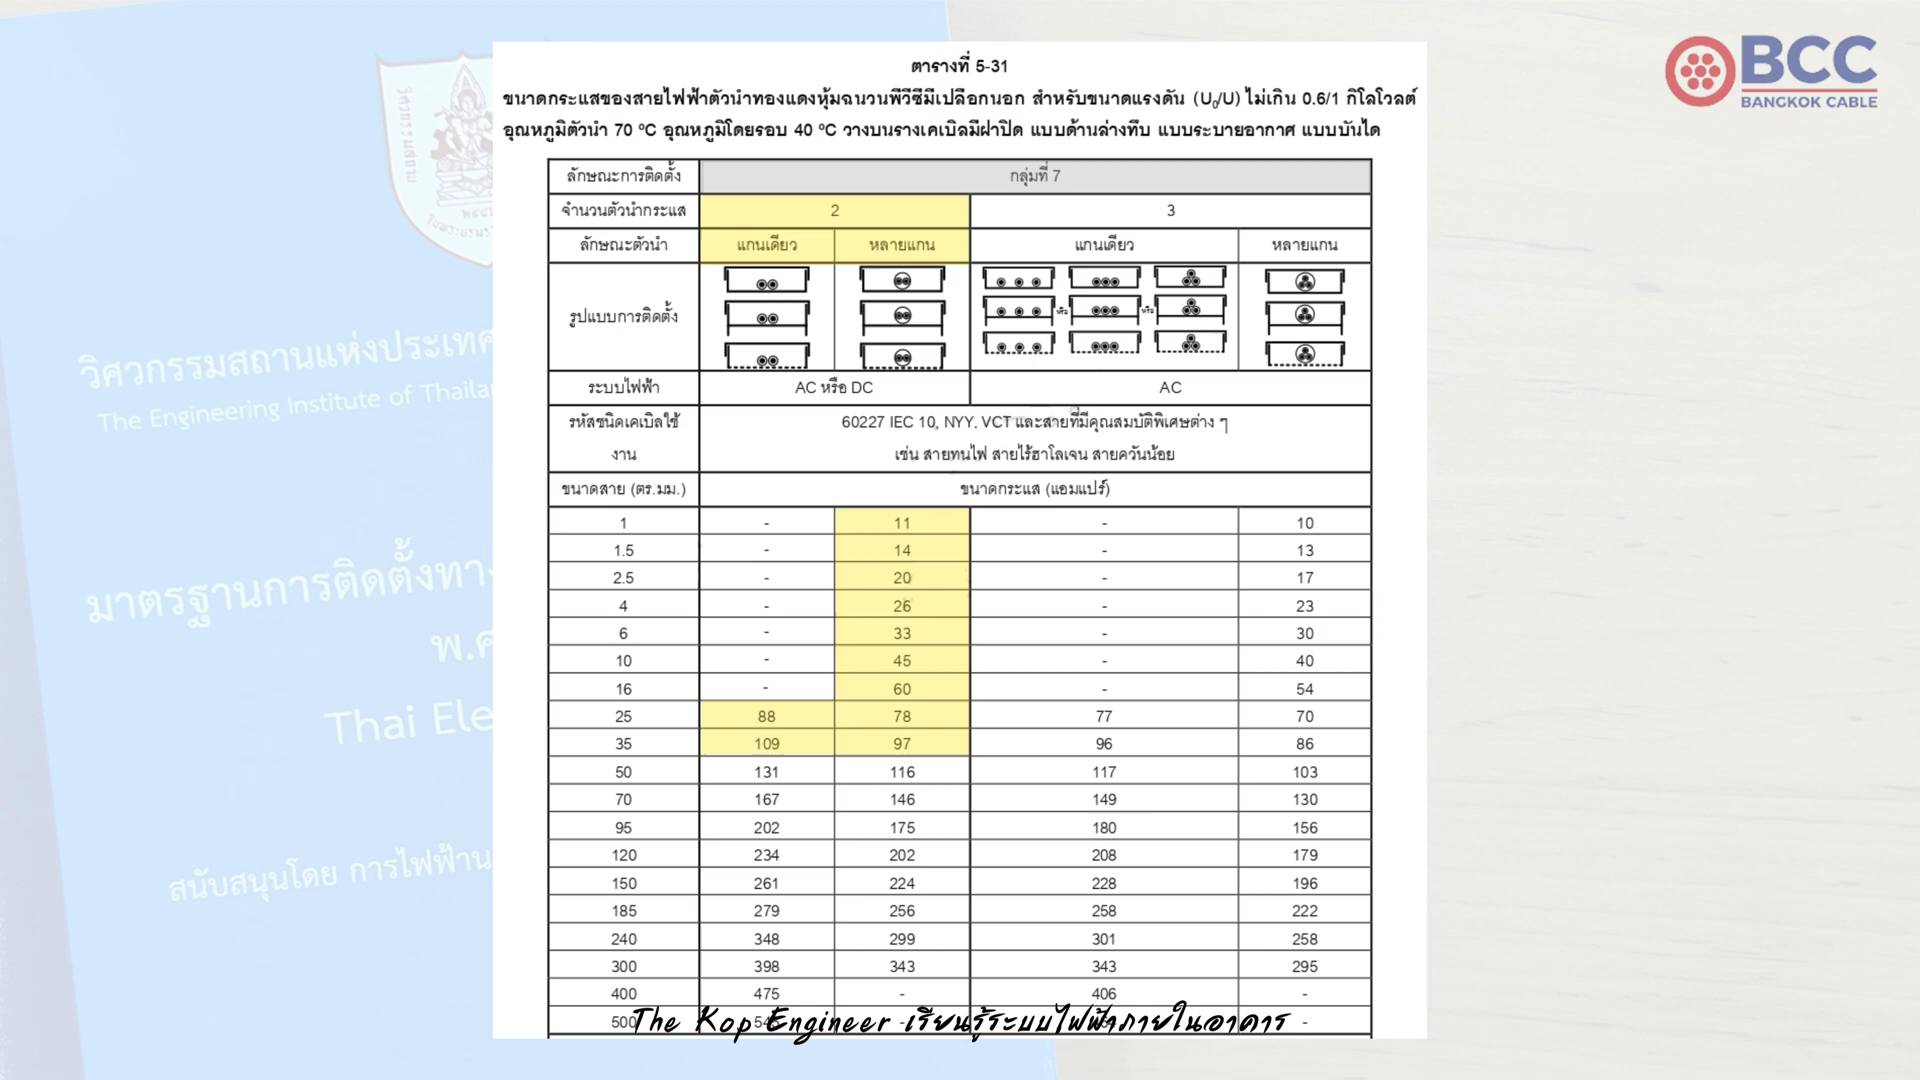 BCC
BANGKOK CABLE
วิศวกรรมสถานแห่งประเทศ
The Engineering Institute of Thailan
มาตรฐานการติดตั้งทาง
พ.ศ
Thai Ele
สนับสนุนโดย การไฟฟ้าน
ตารางที่ 5-31
ขนาดกระแสของสายไฟฟ้าตัวนำทองแดงหุ้มฉนวนพีวีซีมีเปลือกนอก สำหรับขนาดแรงดัน (U₀/U) ไม่เกิน 0.6/1 กิโลโวลต์
อุณหภูมิตัวนำ 70 ºC อุณหภูมิโดยรอบ 40 ºC วางบนรางเคเบิลมีฝาปิด แบบด้านล่างทึบ แบบระบายอากาศ แบบบันได
ลักษณะการติดตั้ง กลุ่มที่ 7
จำนวนตัวนำกระแส 2 3
ลักษณะตัวนำ แกนเดียว หลายแกน แกนเดียว หลายแกน
รูปแบบการติดตั้ง หรือ หรือ
ระบบไฟฟ้า AC หรือ DC AC
รหัสชนิดเคเบิลใช้งาน 60227 IEC 10, NYY, VCT และสายที่มีคุณสมบัติพิเศษต่าง ๆ
เช่น สายทนไฟ สายไร้ฮาโลเจน สายควันน้อย
ขนาดสาย (ตร.มม.) ขนาดกระแส (แอมแปร์)
1 - 11 - 10
1.5 - 14 - 13
2.5 - 20 - 17
4 - 26 - 23
6 - 33 - 30
10 - 45 - 40
16 - 60 - 54
25 88 78 77 70
35 109 97 96 86
50 131 116 117 103
70 167 146 149 130
95 202 175 180 156
120 234 202 208 179
150 261 224 228 196
185 279 256 258 222
240 348 299 301 258
300 398 343 343 295
400 475 - 406 -
500 -
The Kop Engineer เรียนรู้ระบบไฟฟ้าภายในอาคาร